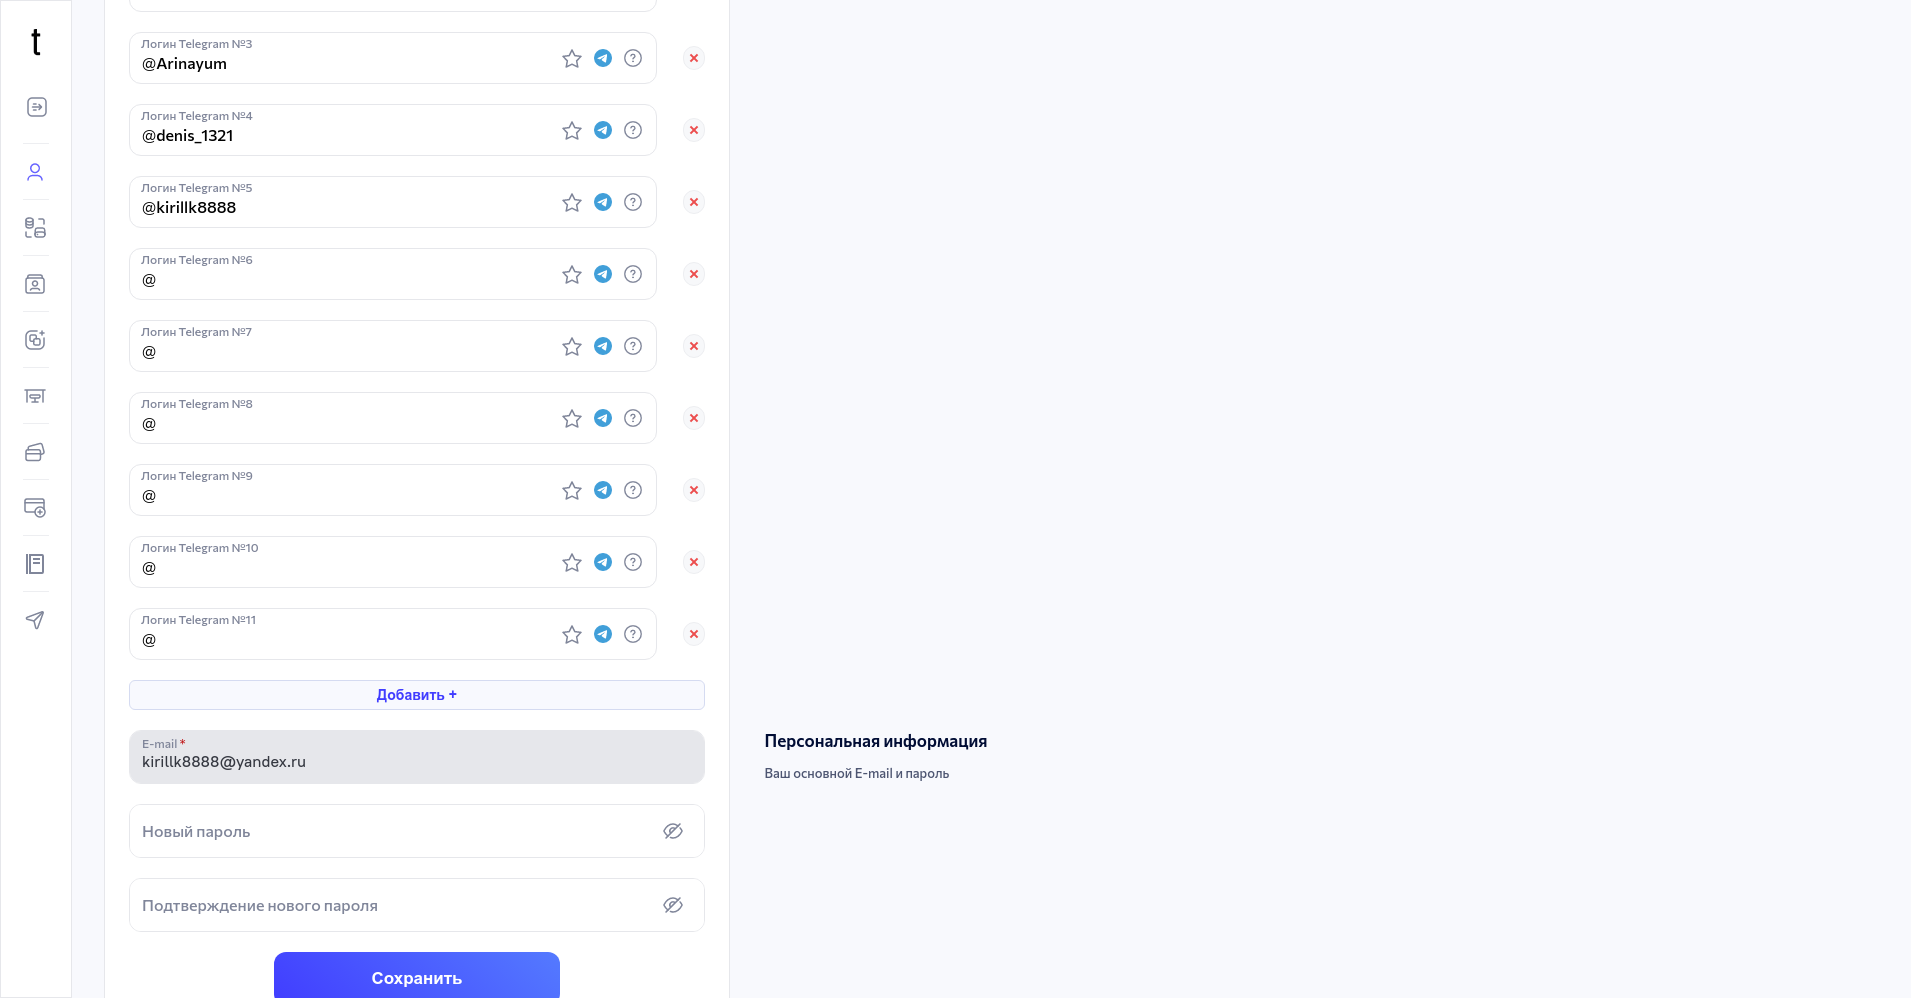 t
Логин Telegram №3
@Arinayum
Логин Telegram №4
@denis_1321
Логин Telegram №5
@kirillk8888
Логин Telegram №6
@
Логин Telegram №7
@
Логин Telegram №8
@
Логин Telegram №9
@
Логин Telegram №10
@
Логин Telegram №11
@
Добавить +
E-mail *
kirillk8888@yandex.ru
Новый пароль
Подтверждение нового пароля
Сохранить
Персональная информация
Ваш основной E-mail и пароль